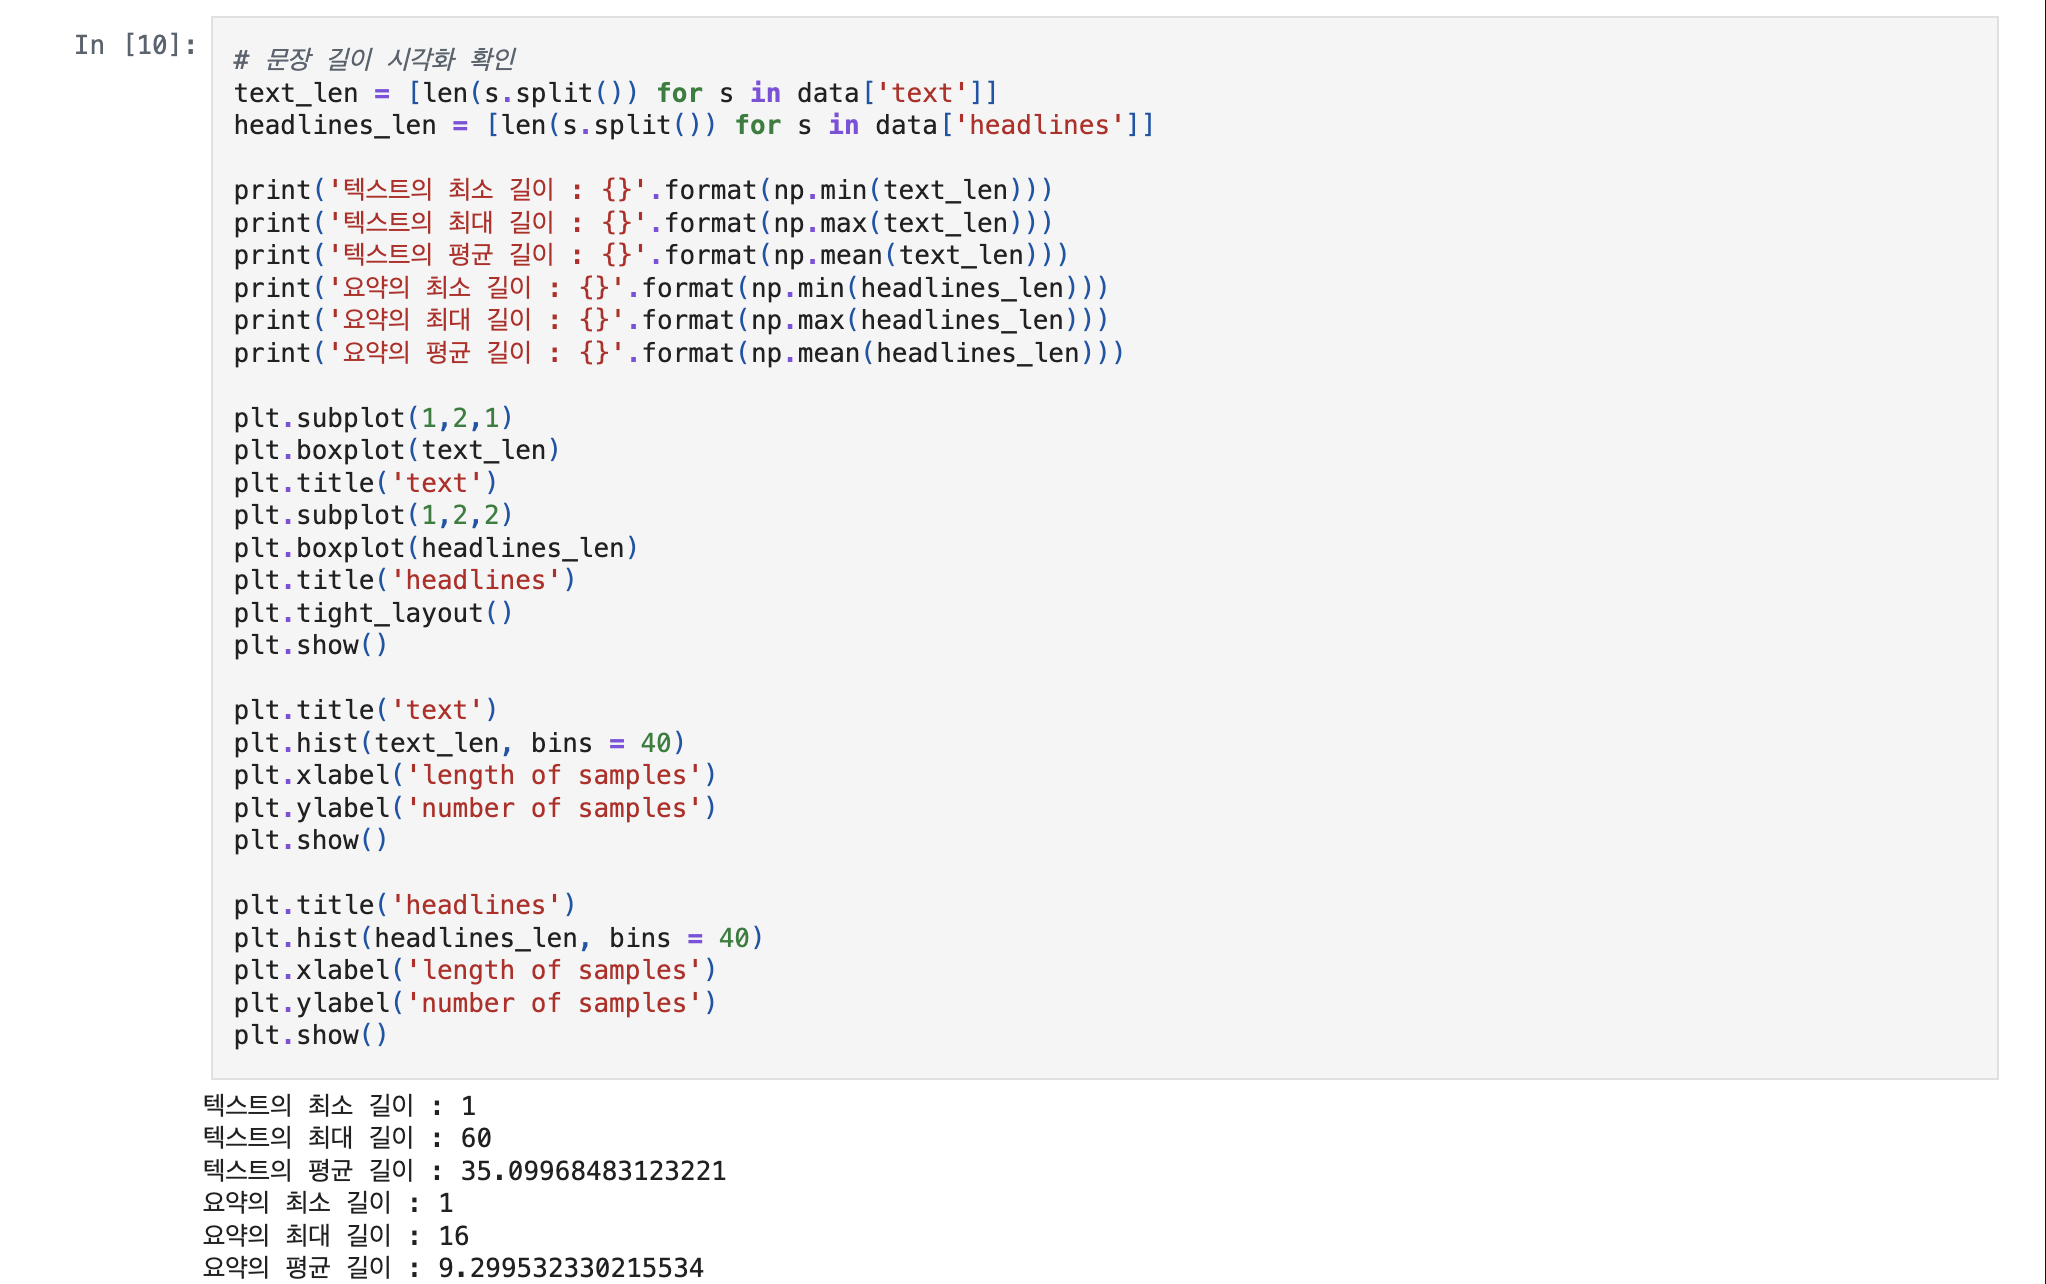 In [10]:
# 문장 길이 시각화 확인
text_len = [len(s.split()) for s in data['text']]
headlines_len = [len(s.split()) for s in data['headlines']]
print('텍스트의 최소 길이 : {}'.format(np.min(text_len)))
print('텍스트의 최대 길이 : {}'.format(np.max(text_len)))
print('텍스트의 평균 길이 : {}'.format(np.mean(text_len)))
print('요약의 최소 길이 : {}'.format(np.min(headlines_len)))
print('요약의 최대 길이 : {}'.format(np.max(headlines_len)))
print('요약의 평균 길이 : {}'.format(np.mean(headlines_len)))
plt.subplot(1,2,1)
plt.boxplot(text_len)
plt.title('text')
plt.subplot(1,2,2)
plt.boxplot(headlines_len)
plt.title('headlines')
plt.tight_layout()
plt.show()
plt.title('text')
plt.hist(text_len, bins = 40)
plt.xlabel('length of samples')
plt.ylabel('number of samples')
plt.show()
plt.title('headlines')
plt.hist(headlines_len, bins = 40)
plt.xlabel('length of samples')
plt.ylabel('number of samples')
plt.show()
텍스트의 최소 길이 : 1
텍스트의 최대 길이 : 60
텍스트의 평균 길이 : 35.09968483123221
요약의 최소 길이 : 1
요약의 최대 길이 : 16
요약의 평균 길이 : 9.299532330215534